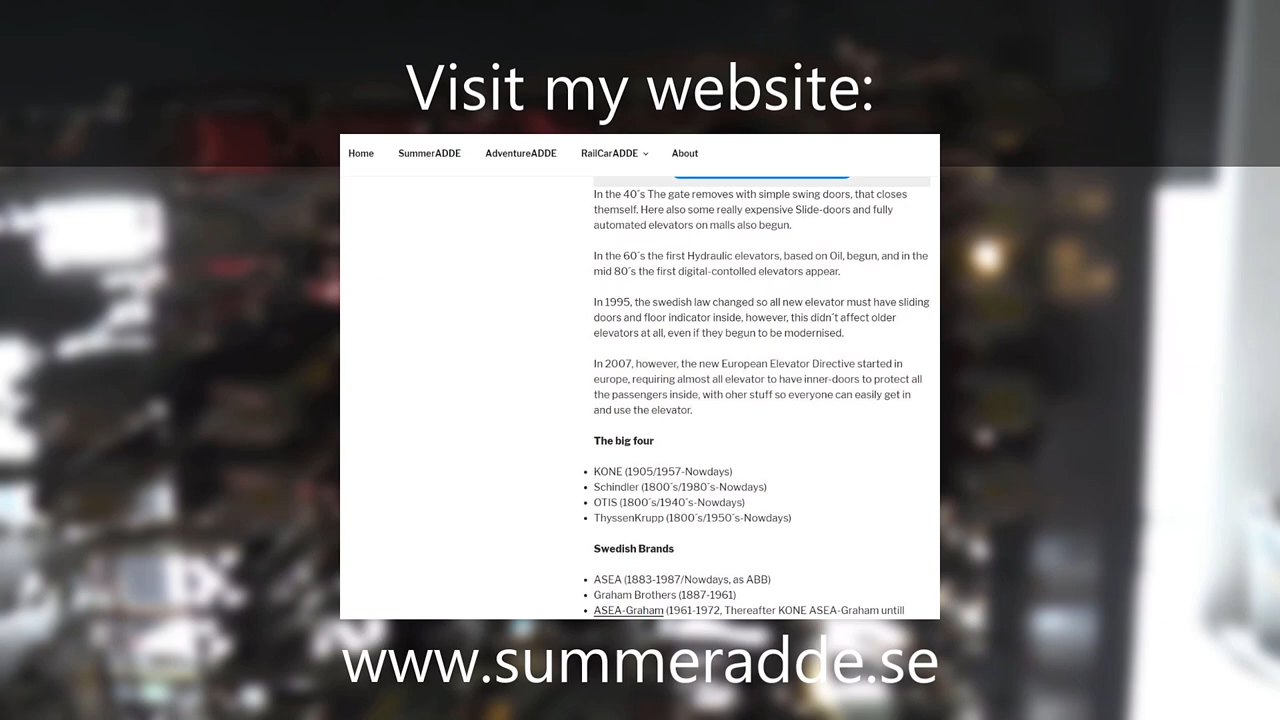 Visit my website:
Home SummerADDE AdventureADDE RailCarADDE About
In the 40´s The gate removes with simple swing doors, that closes
themself. Here also some really expensive Slide-doors and fully
automated elevators on malls also begun.
In the 60´s the first Hydraulic elevators, based on Oil, begun, and in the
mid 80´s the first digital-contolled elevators appear.
In 1995, the swedish law changed so all new elevator must have sliding
doors and floor indicator inside, however, this didn´t affect older
elevators at all, even if they begun to be modernised.
In 2007, however, the new European Elevator Directive started in
europe, requiring almost all elevator to have inner-doors to protect all
the passengers inside, with oher stuff so everyone can easily get in
and use the elevator.
The big four
• KONE (1905/1957-Nowdays)
• Schindler (1800´s/1980´s-Nowdays)
• OTIS (1800´s/1940´s-Nowdays)
• ThyssenKrupp (1800´s/1950´s-Nowdays)
Swedish Brands
• ASEA (1883-1987/Nowdays, as ABB)
• Graham Brothers (1887-1961)
• ASEA-Graham (1961-1972, Thereafter KONE ASEA-Graham untill
www.summeradde.se